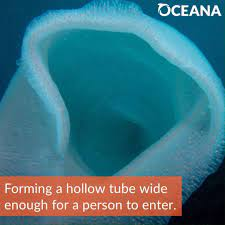 OCEANA
Forming a hollow tube wide
enough for a person to enter.